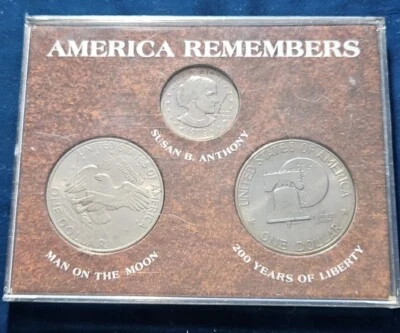 AMERICA REMEMBERS
SUSAN B. ANTHONY
UNITED STATES OF AMERICA
ONE DOLLAR
MAN ON THE MOON
UNITED STATES OF AMERICA
ONE DOLLAR
200 YEARS OF LIBERTY